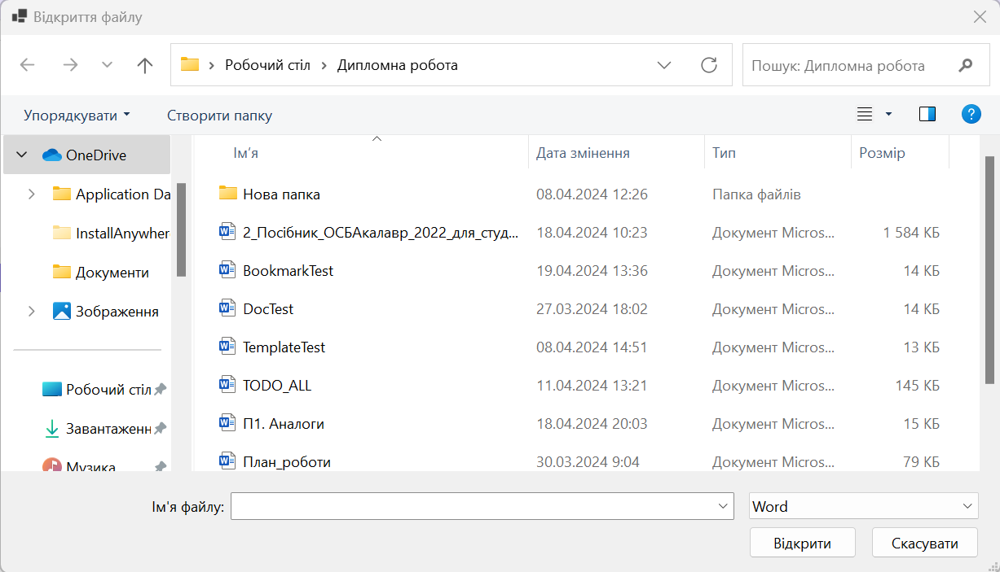 Відкриття файлу
Робочий стіл › Дипломна робота
Пошук: Дипломна робота
Упорядкувати Створити папку
OneDrive
Application Da
InstallAnywher
Документи
Зображення
Робочий стіл
Завантаженн
Музика
Ім'я Дата змінення Тип Розмір
Нова папка 08.04.2024 12:26 Папка файлів
2_Посібник_ОСБАкалавр_2022_для_студ... 18.04.2024 10:23 Документ Micros... 1 584 КБ
BookmarkTest 19.04.2024 13:36 Документ Micros... 14 КБ
DocTest 27.03.2024 18:02 Документ Micros... 14 КБ
TemplateTest 08.04.2024 14:51 Документ Micros... 13 КБ
TODO_ALL 11.04.2024 13:21 Документ Micros... 145 КБ
П1. Аналоги 18.04.2024 20:03 Документ Micros... 15 КБ
План_роботи 30.03.2024 9:04 Документ Micros... 79 КБ
Ім'я файлу: Word
Відкрити Скасувати